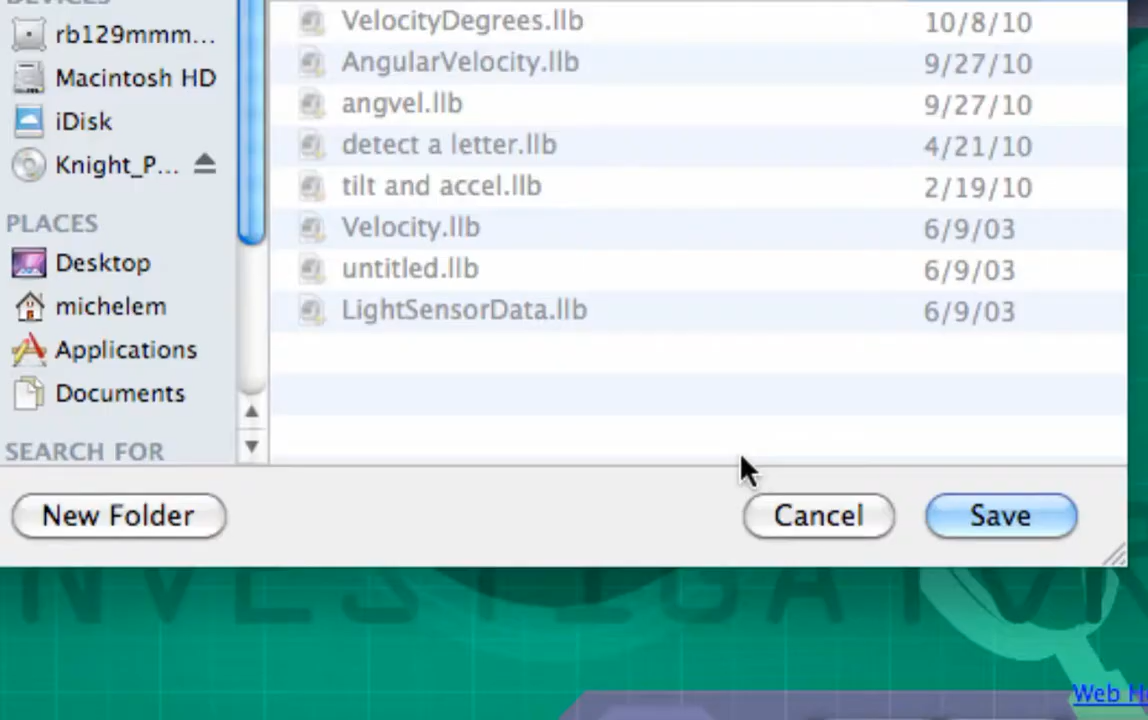 DEVICES
rb129mmm...
Macintosh HD
iDisk
Knight_P...
PLACES
Desktop
michelem
Applications
Documents
SEARCH FOR
VelocityDegrees.llb 10/8/10
AngularVelocity.llb 9/27/10
angvel.llb 9/27/10
detect a letter.llb 4/21/10
tilt and accel.llb 2/19/10
Velocity.llb 6/9/03
untitled.llb 6/9/03
LightSensorData.llb 6/9/03
New Folder Cancel Save
NVESTIGATOR
Web H